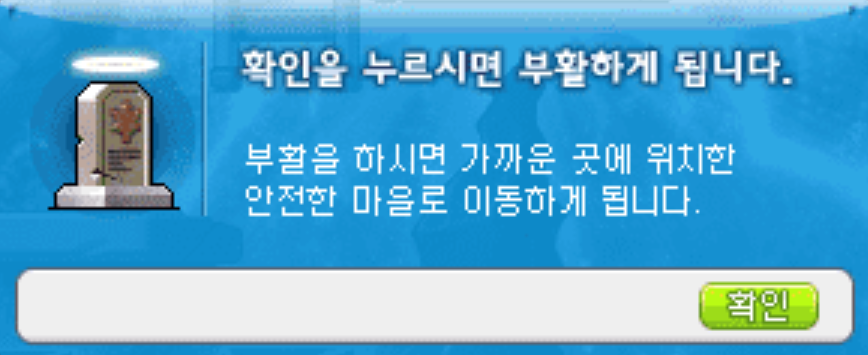 확인을 누르시면 부활하게 됩니다.
부활을 하시면 가까운 곳에 위치한
안전한 마을로 이동하게 됩니다.
확인